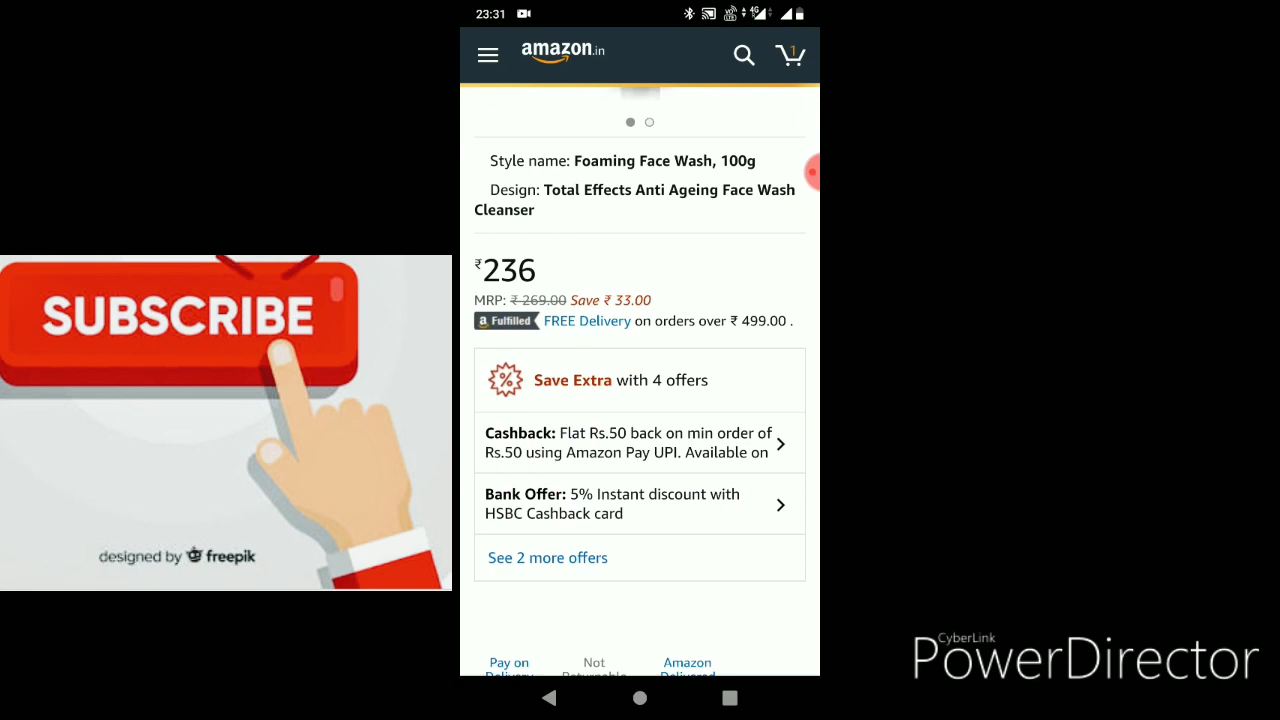 23:31
4G
amazon.in
1
Style name: Foaming Face Wash, 100g
Design: Total Effects Anti Ageing Face Wash
Cleanser
₹236
MRP: ₹ 269.00 Save ₹ 33.00
a Fulfilled FREE Delivery on orders over ₹ 499.00 .
% Save Extra with 4 offers
Cashback: Flat Rs.50 back on min order of
Rs.50 using Amazon Pay UPI. Available on
Bank Offer: 5% Instant discount with
HSBC Cashback card
See 2 more offers
Pay on
Delivery
Not
Returnable
Amazon
Delivered
SUBSCRIBE
designed by freepik
CyberLink
PowerDirector